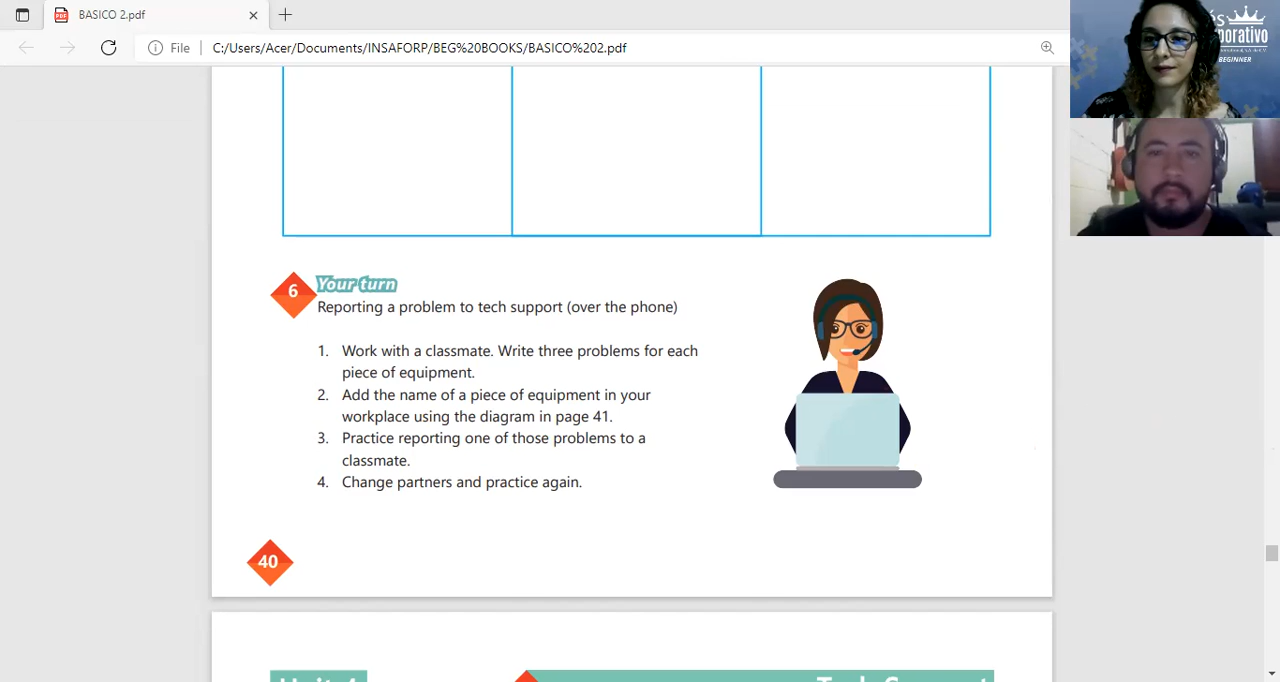 BASICO 2.pdf
File
C:/Users/Acer/Documents/INSAFORP/BEG%20BOOKS/BASICO%202.pdf
BEGINNER
6
Your turn
Reporting a problem to tech support (over the phone)
1. Work with a classmate. Write three problems for each
piece of equipment.
2. Add the name of a piece of equipment in your
workplace using the diagram in page 41.
3. Practice reporting one of those problems to a
classmate.
4. Change partners and practice again.
40